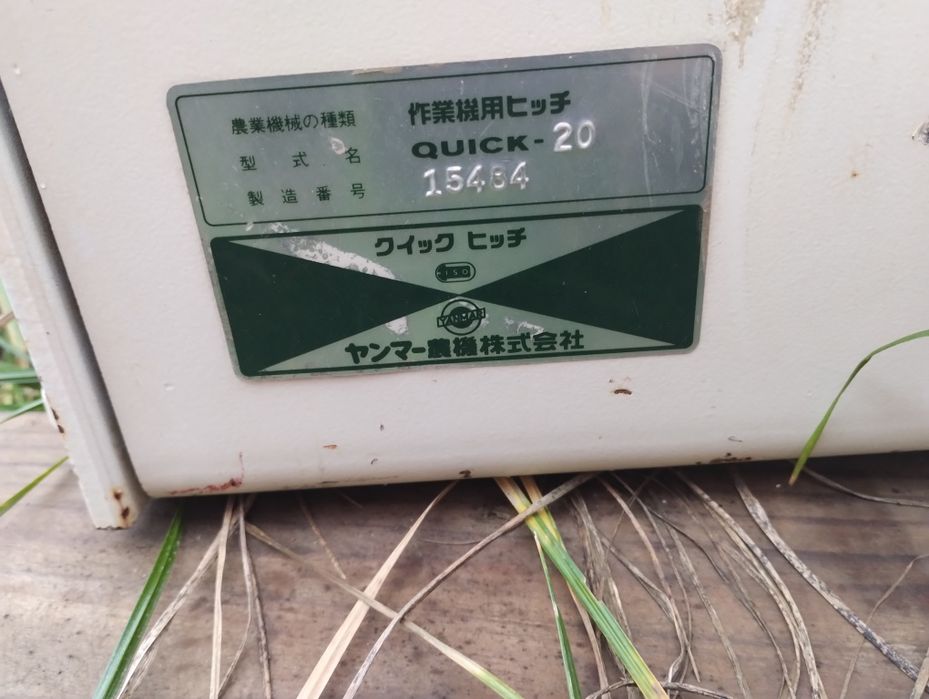 農業機械の種類 作業機用ヒッチ
型式名 QUICK-20
製造番号 15484
クイック ヒッチ
ISO
YANMAR
ヤンマー農機株式会社